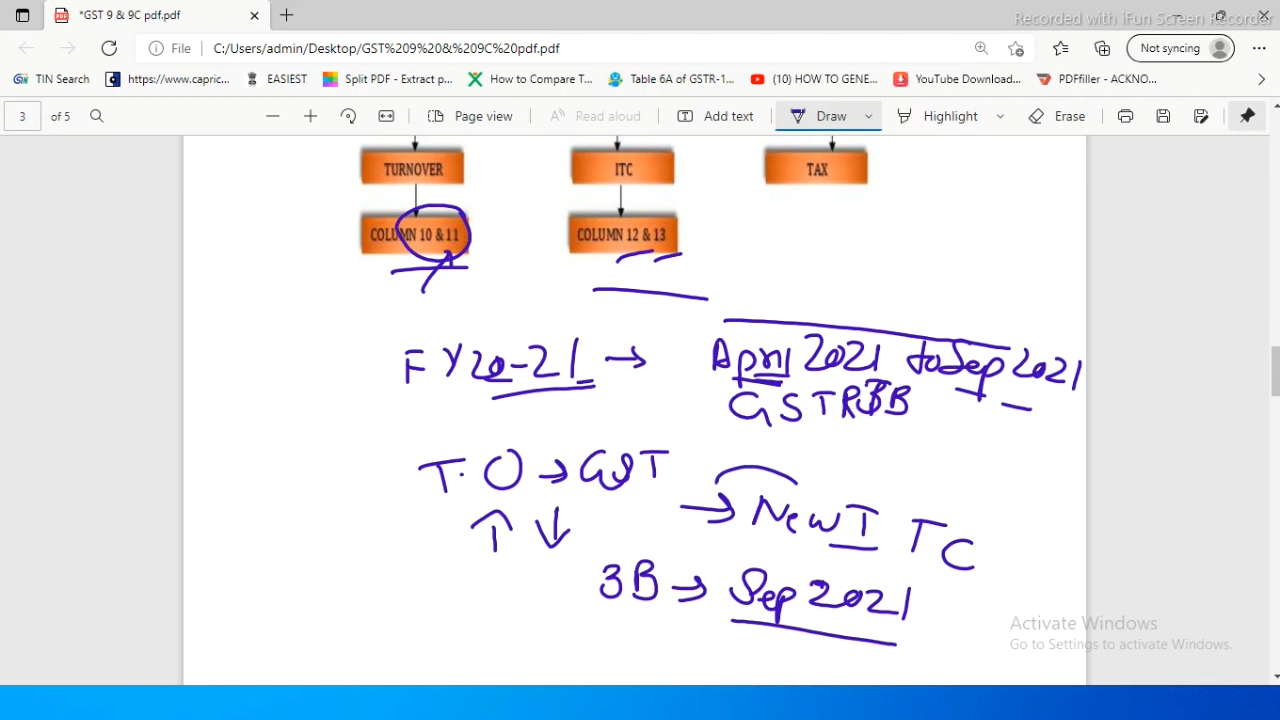 *GST 9 & 9C pdf.pdf
Recorded with iFun Screen Recorder
File C:/Users/admin/Desktop/GST%209%20&%209C%20pdf.pdf
Not syncing
TIN Search https://www.capric... EASIEST Split PDF - Extract p... How to Compare T... Table 6A of GSTR-1... (10) HOW TO GENE... YouTube Download... PDFfiller - ACKNO...
3 of 5 Page view Read aloud Add text Draw Highlight Erase
TURNOVER ITC TAX
COLUMN 10 & 11 COLUMN 12 & 13
FY20-21 → April 2021 to Sep 2021
GSTR3B
T.O → GST
→ New ITC
3B → Sep 2021
Activate Windows
Go to Settings to activate Windows.